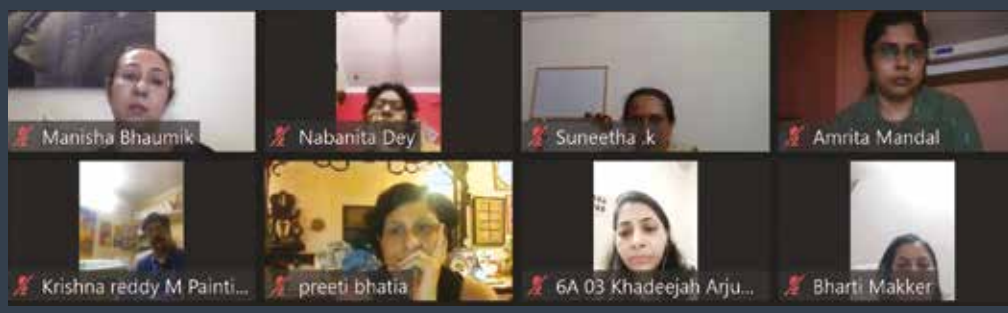 Manisha Bhaumik
Nabanita Dey
Suneetha .k
Amrita Mandal
Krishna reddy M Painti...
preeti bhatia
6A 03 Khadeejah Arju...
Bharti Makker